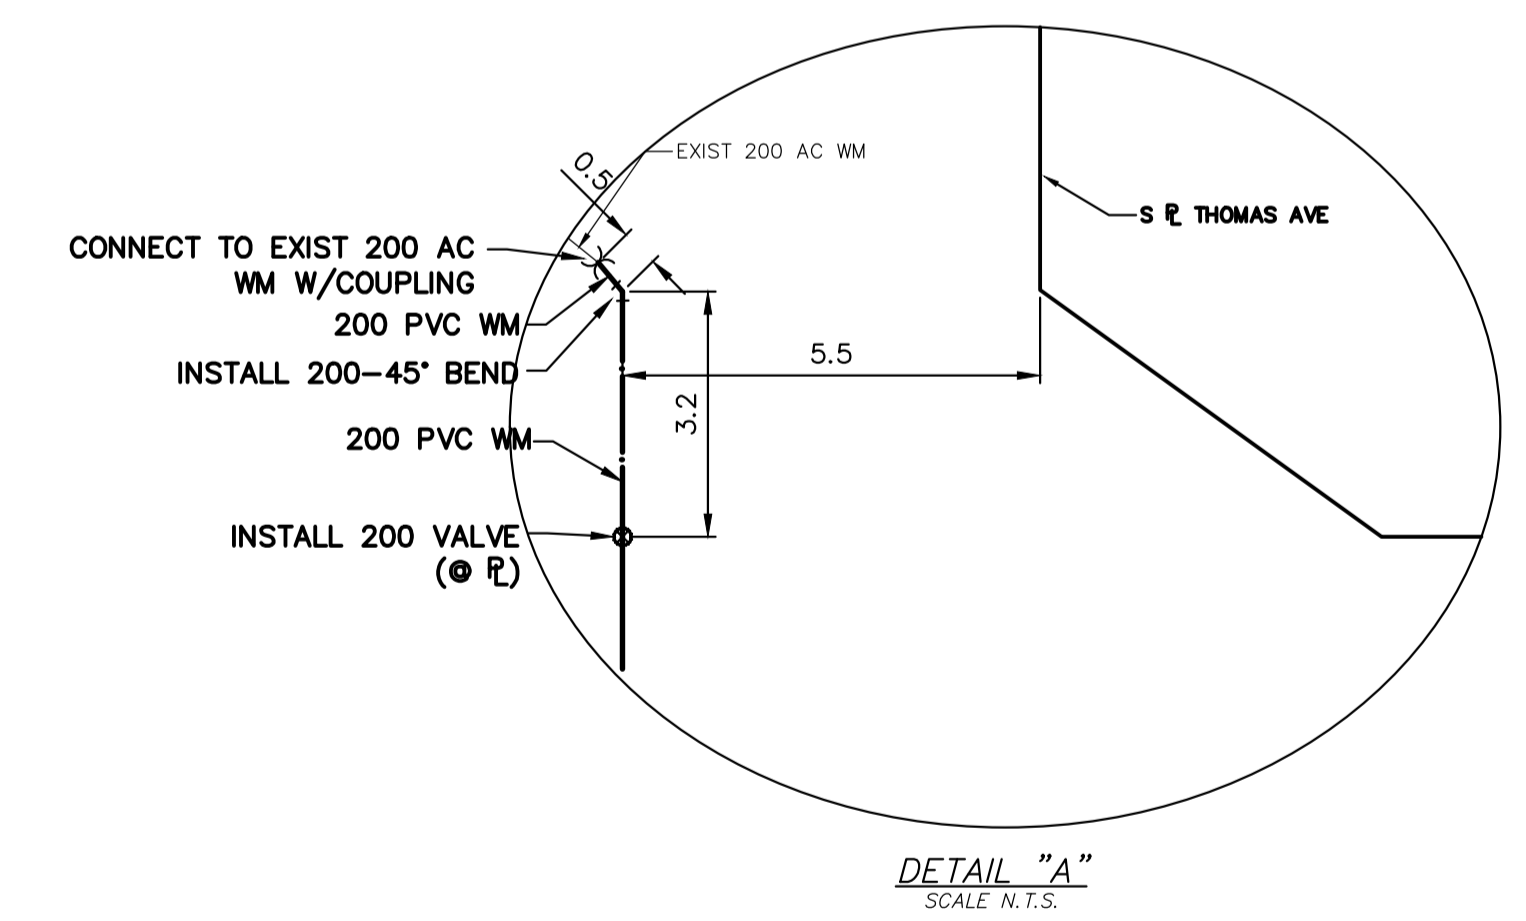 EXIST 200 AC WM
0.5
S ⅊ THOMAS AVE
CONNECT TO EXIST 200 AC
WM W/COUPLING
200 PVC WM
INSTALL 200-45° BEND
5.5
3.2
200 PVC WM
INSTALL 200 VALVE
(@ ⅊)
DETAIL "A"
SCALE N.T.S.